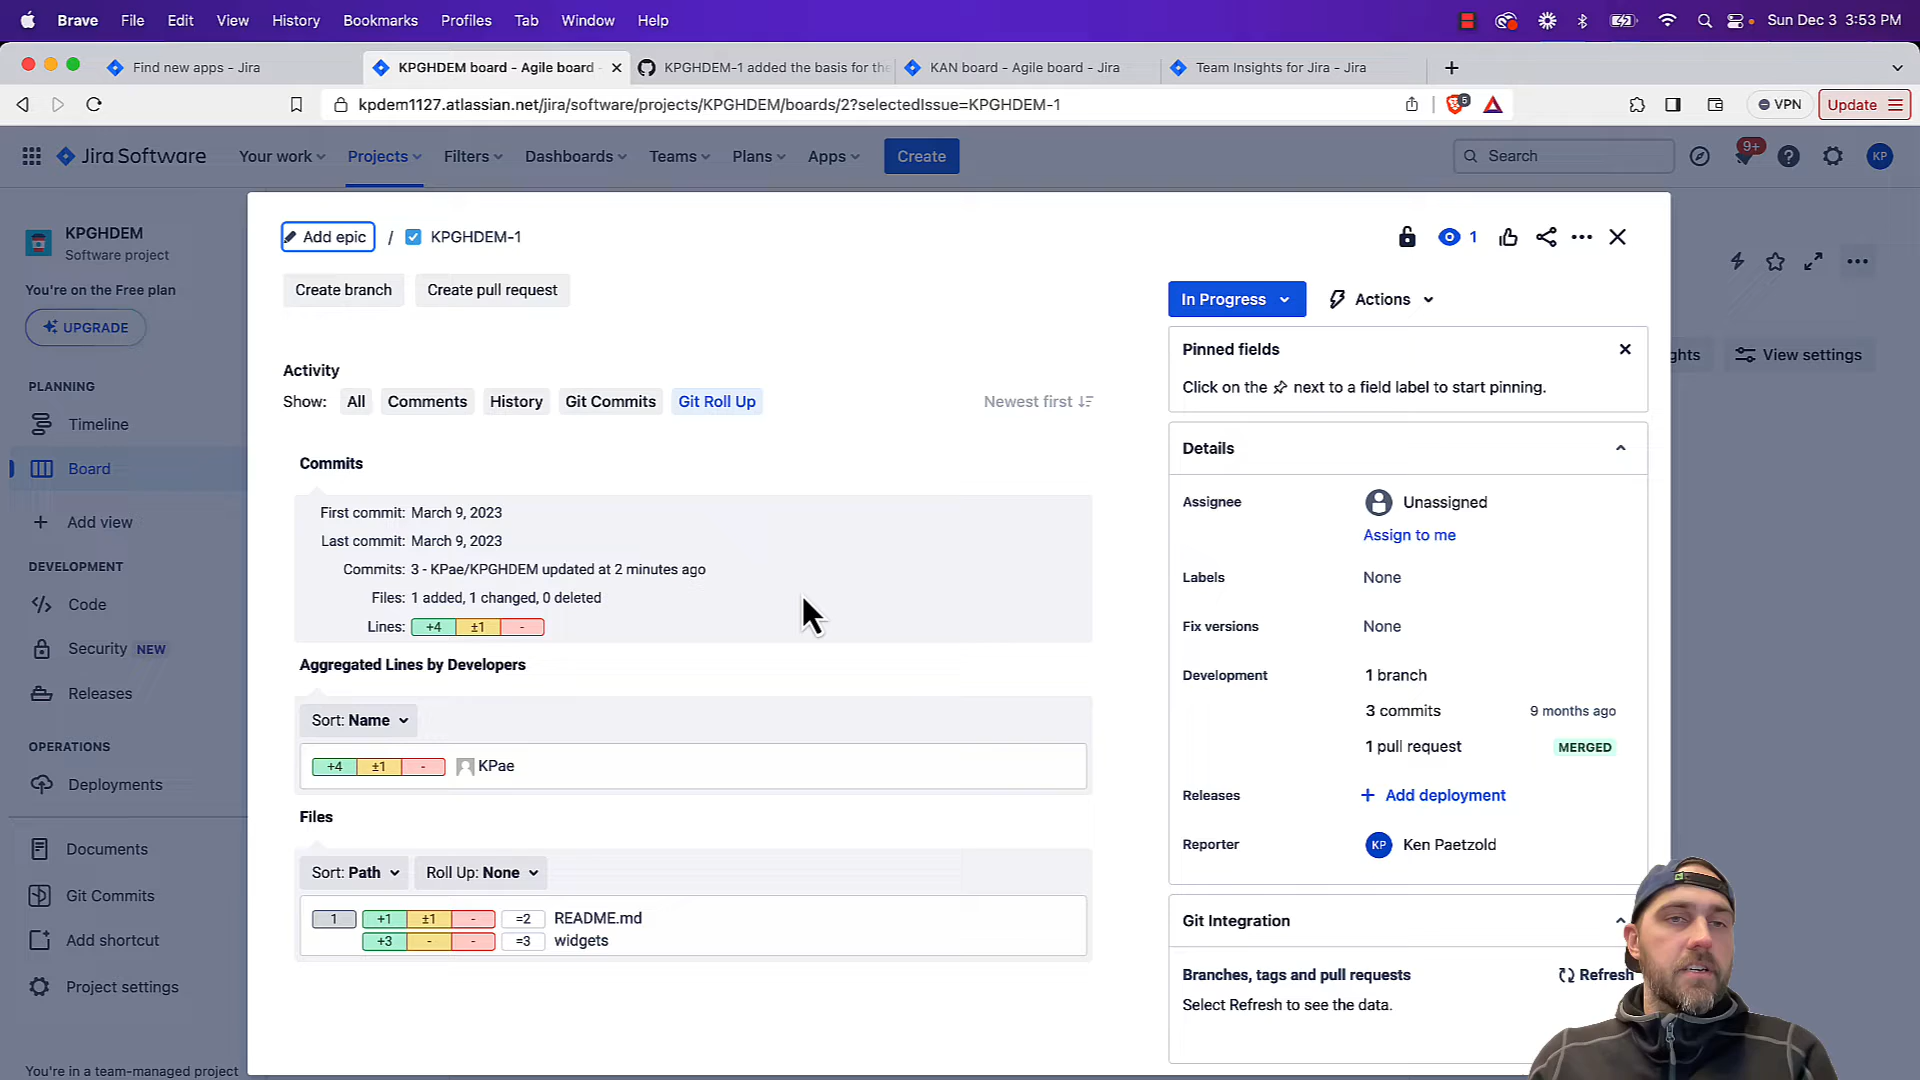 Brave File Edit View History Bookmarks Profiles Tab Window Help Sun Dec 3 3:53 PM
Find new apps - Jira
KPGHDEM board - Agile board -
KPGHDEM-1 added the basis for the
KAN board - Agile board - Jira
Team Insights for Jira - Jira
kpdem1127.atlassian.net/jira/software/projects/KPGHDEM/boards/2?selectedIssue=KPGHDEM-1
5
VPN
Update
Jira Software
Your work
Projects
Filters
Dashboards
Teams
Plans
Apps
Create
Search
9+
KP
KPGHDEM
Software project
You're on the Free plan
UPGRADE
PLANNING
Timeline
Board
Add view
DEVELOPMENT
Code
Security NEW
Releases
OPERATIONS
Deployments
Documents
Git Commits
Add shortcut
Project settings
You're in a team-managed project
Add epic / KPGHDEM-1
1
Create branch
Create pull request
Activity
Show: All Comments History Git Commits Git Roll Up
Newest first
Commits
First commit: March 9, 2023
Last commit: March 9, 2023
Commits: 3 - KPae/KPGHDEM updated at 2 minutes ago
Files: 1 added, 1 changed, 0 deleted
Lines: +4 ±1 -
Aggregated Lines by Developers
Sort: Name
+4 ±1 - KPae
Files
Sort: Path
Roll Up: None
1 +1 ±1 - =2 README.md
+3 - - =3 widgets
In Progress
Actions
Pinned fields
Click on the next to a field label to start pinning.
Details
Assignee
Unassigned
Assign to me
Labels
None
Fix versions
None
Development
1 branch
3 commits
9 months ago
1 pull request
MERGED
Releases
+ Add deployment
Reporter
KP
Ken Paetzold
Git Integration
Branches, tags and pull requests
Refresh
Select Refresh to see the data.
ghts
View settings